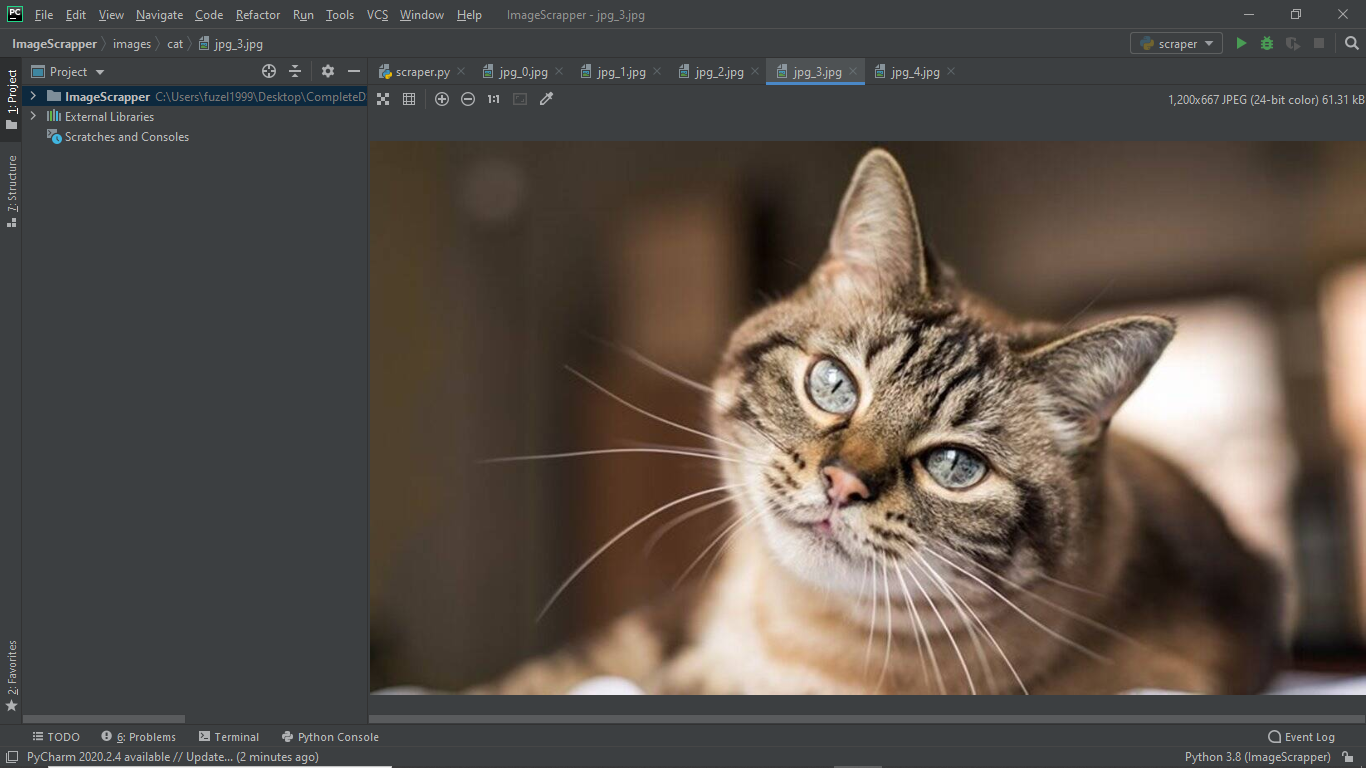 PC File Edit View Navigate Code Refactor Run Tools VCS Window Help ImageScrapper - jpg_3.jpg
ImageScrapper images cat jpg_3.jpg scraper
1: Project
Project
scraper.py jpg_0.jpg jpg_1.jpg jpg_2.jpg jpg_3.jpg jpg_4.jpg
ImageScrapper C:\Users\fuzel1999\Desktop\CompleteD
1:1 1,200x667 JPEG (24-bit color) 61.31 kB
External Libraries
Scratches and Consoles
7: Structure
2: Favorites
TODO 6: Problems Terminal Python Console Event Log
PyCharm 2020.2.4 available // Update... (2 minutes ago) Python 3.8 (ImageScrapper)